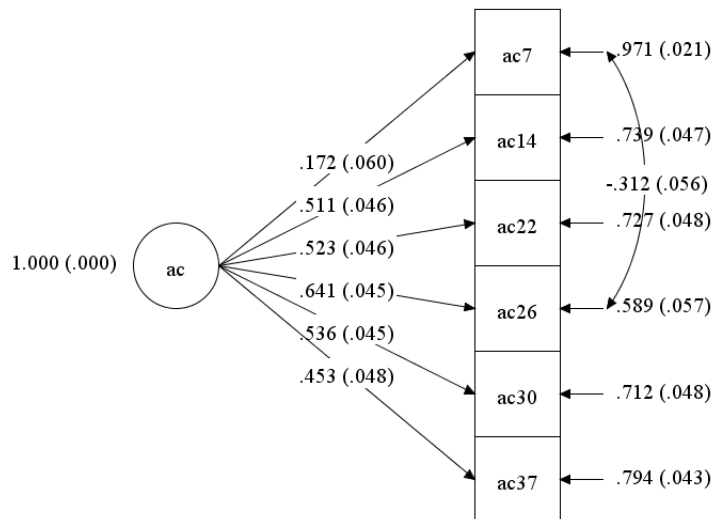 ac7
.971 (.021)
ac14
.739 (.047)
.172 (.060)
-.312 (.056)
.511 (.046)
ac22
.727 (.048)
.523 (.046)
1.000 (.000)
ac
.641 (.045)
ac26
.589 (.057)
.536 (.045)
.453 (.048)
ac30
.712 (.048)
ac37
.794 (.043)